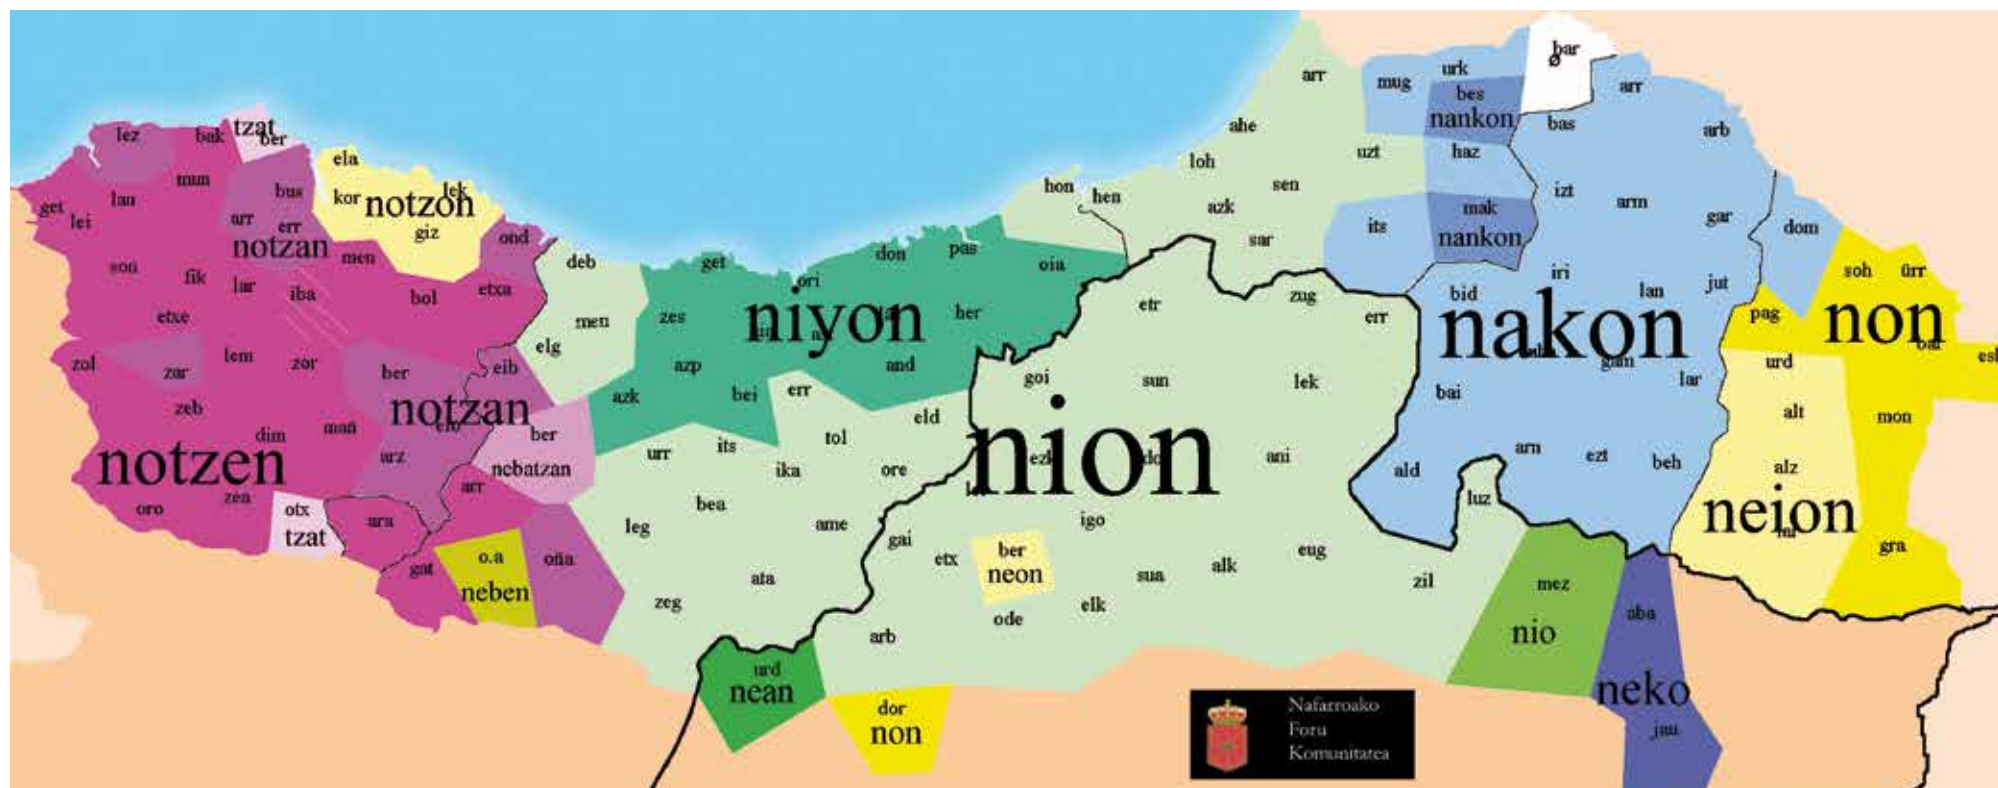 bar
ø
urk
arr
mug
bes
arr
nankon
lez
bak
tzat
ber
ahe
bas
arb
ela
loh
uzt
haz
mun
bus
kor
lek
notzon
hon
hen
sen
izt
get
lau
arr
err
giz
azk
mak
arm
gar
lei
notzan
men
ond
don
pas
sar
its
nankon
dom
son
fik
lar
iba
bol
etxa
deb
get
ori
oia
iri
jut
soh
ürr
etxe
men
zes
niyon
her
etr
zug
err
bid
nakon
lan
pag
non
zol
lem
zor
elg
azp
and
gam
bat
zar
ber
eib
bei
err
goi
sun
lek
bai
lar
urd
zeb
notzan
azk
eld
alt
mon
dim
mañ
ber
tol
notzen
arz
nebatzan
urr
its
ika
ore
nion
ani
ald
arn
ezt
beh
alz
oro
zea
otx
arr
bea
luz
neion
tzat
ura
leg
ame
gai
igo
gat
o.a
oña
etx
ber
eug
gra
neben
ata
neon
sua
alk
zil
mez
zeg
ode
elk
aba
arb
nio
urd
nean
neko
dor
non
jau
Nafarroako
Foru
Komunitatea